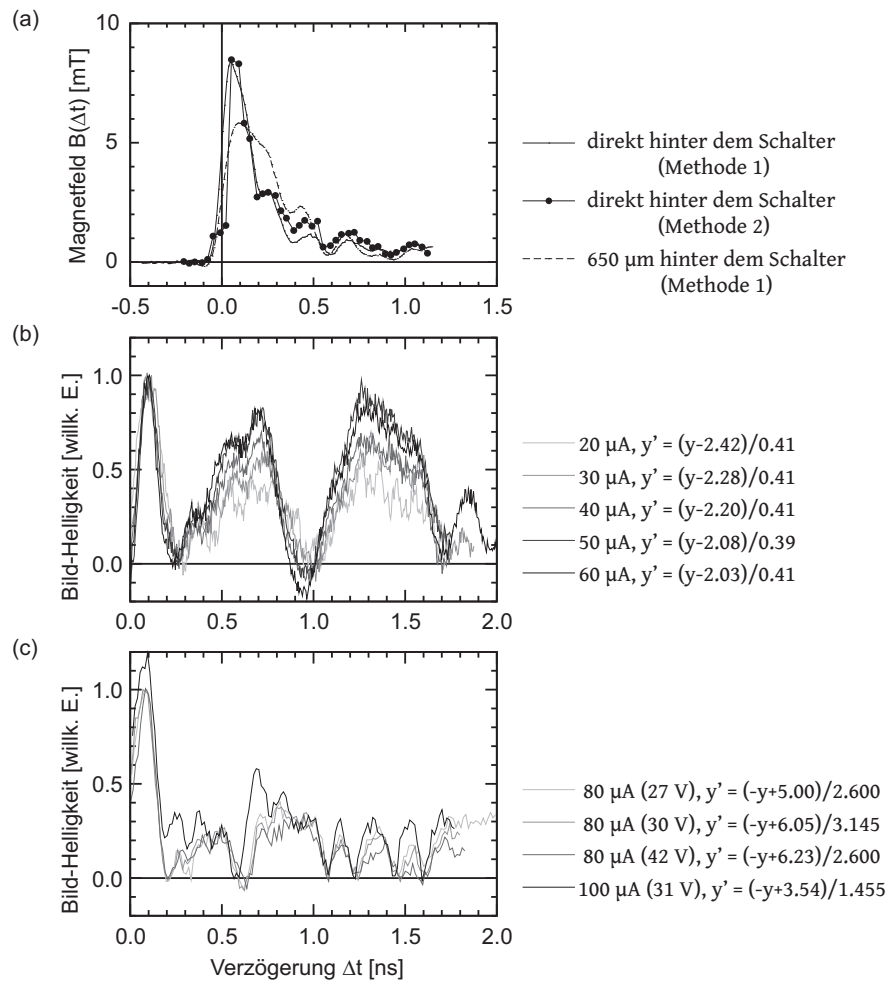 (a)
Magnetfeld B(Δt) [mT]
10
5
0
-0.5 0.0 0.5 1.0 1.5
direkt hinter dem Schalter
(Methode 1)
direkt hinter dem Schalter
(Methode 2)
650 µm hinter dem Schalter
(Methode 1)
(b)
Bild-Helligkeit [willk. E.]
1.0
0.5
0.0
0.0 0.5 1.0 1.5 2.0
20 µA, y' = (y-2.42)/0.41
30 µA, y' = (y-2.28)/0.41
40 µA, y' = (y-2.20)/0.41
50 µA, y' = (y-2.08)/0.39
60 µA, y' = (y-2.03)/0.41
(c)
Bild-Helligkeit [willk. E.]
1.0
0.5
0.0
0.0 0.5 1.0 1.5 2.0
Verzögerung Δt [ns]
80 µA (27 V), y' = (-y+5.00)/2.600
80 µA (30 V), y' = (-y+6.05)/3.145
80 µA (42 V), y' = (-y+6.23)/2.600
100 µA (31 V), y' = (-y+3.54)/1.455